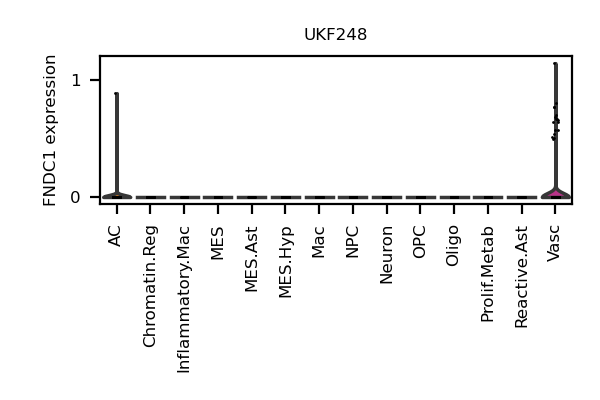 UKF248
FNDC1 expression
1
0
AC
Chromatin.Reg
Inflammatory.Mac
MES
MES.Ast
MES.Hyp
Mac
NPC
Neuron
OPC
Oligo
Prolif.Metab
Reactive.Ast
Vasc